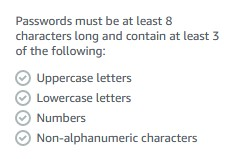 Passwords must be at least 8
characters long and contain at least 3
of the following:
Uppercase letters
Lowercase letters
Numbers
Non-alphanumeric characters